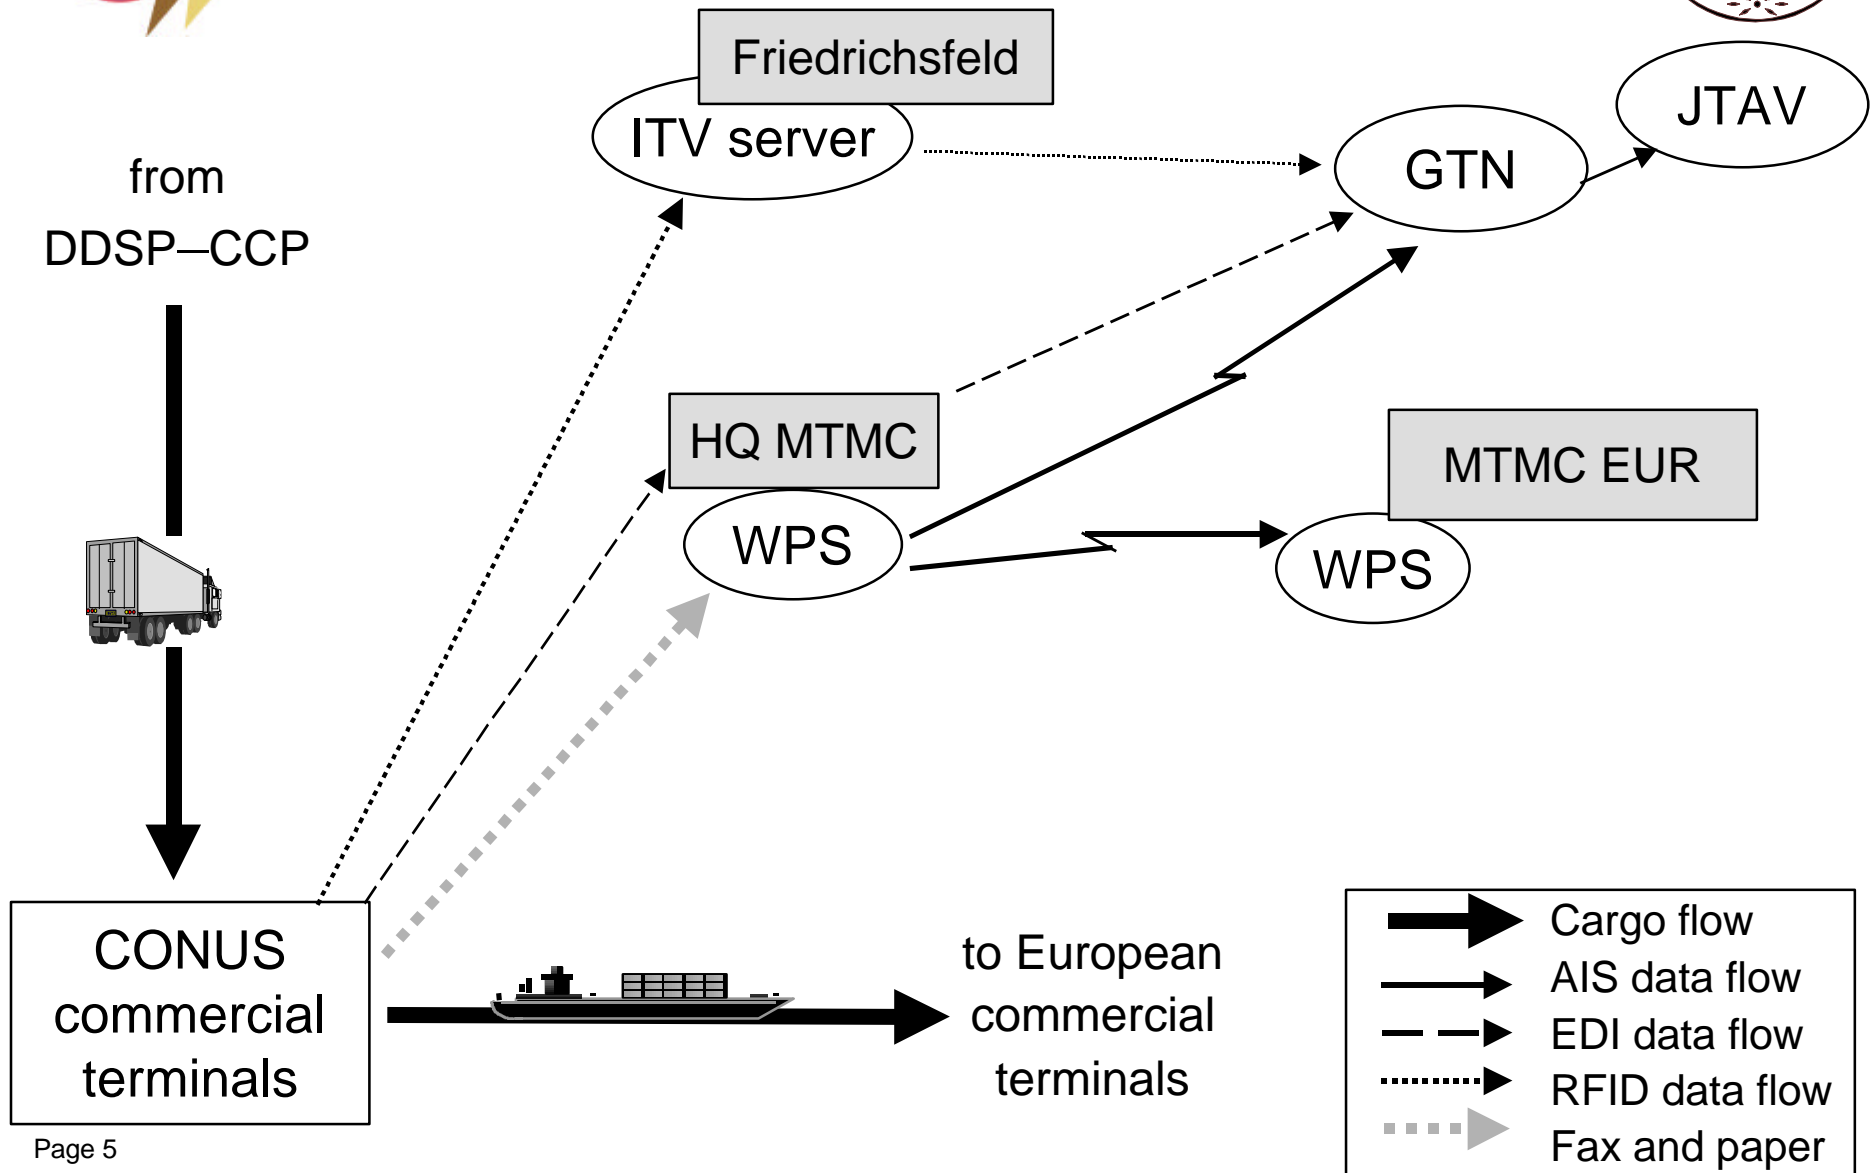 Friedrichsfeld
ITV server
JTAV
GTN
from
DDSP–CCP
HQ MTMC
WPS
MTMC EUR
WPS
CONUS
commercial
terminals
to European
commercial
terminals
Cargo flow
AIS data flow
EDI data flow
RFID data flow
Fax and paper
Page 5